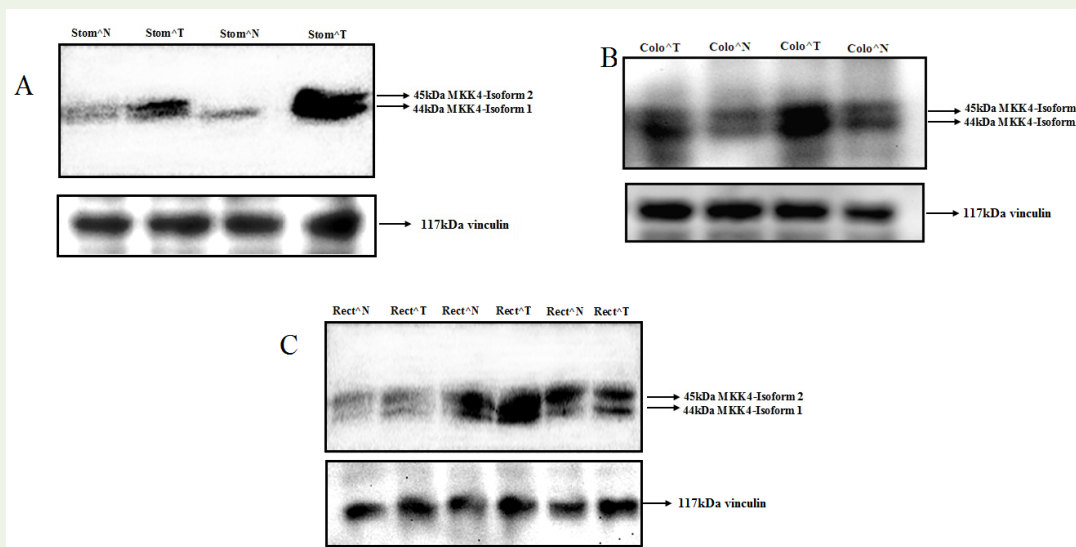 A
Stom^N Stom^T Stom^N Stom^T
45kDa MKK4-Isoform 2
44kDa MKK4-Isoform 1
117kDa vinculin
B
Colo^T Colo^N Colo^T Colo^N
45kDa MKK4-Isoform
44kDa MKK4-Isoform
117kDa vinculin
C
Rect^N Rect^T Rect^N Rect^T Rect^N Rect^T
45kDa MKK4-Isoform 2
44kDa MKK4-Isoform 1
117kDa vinculin